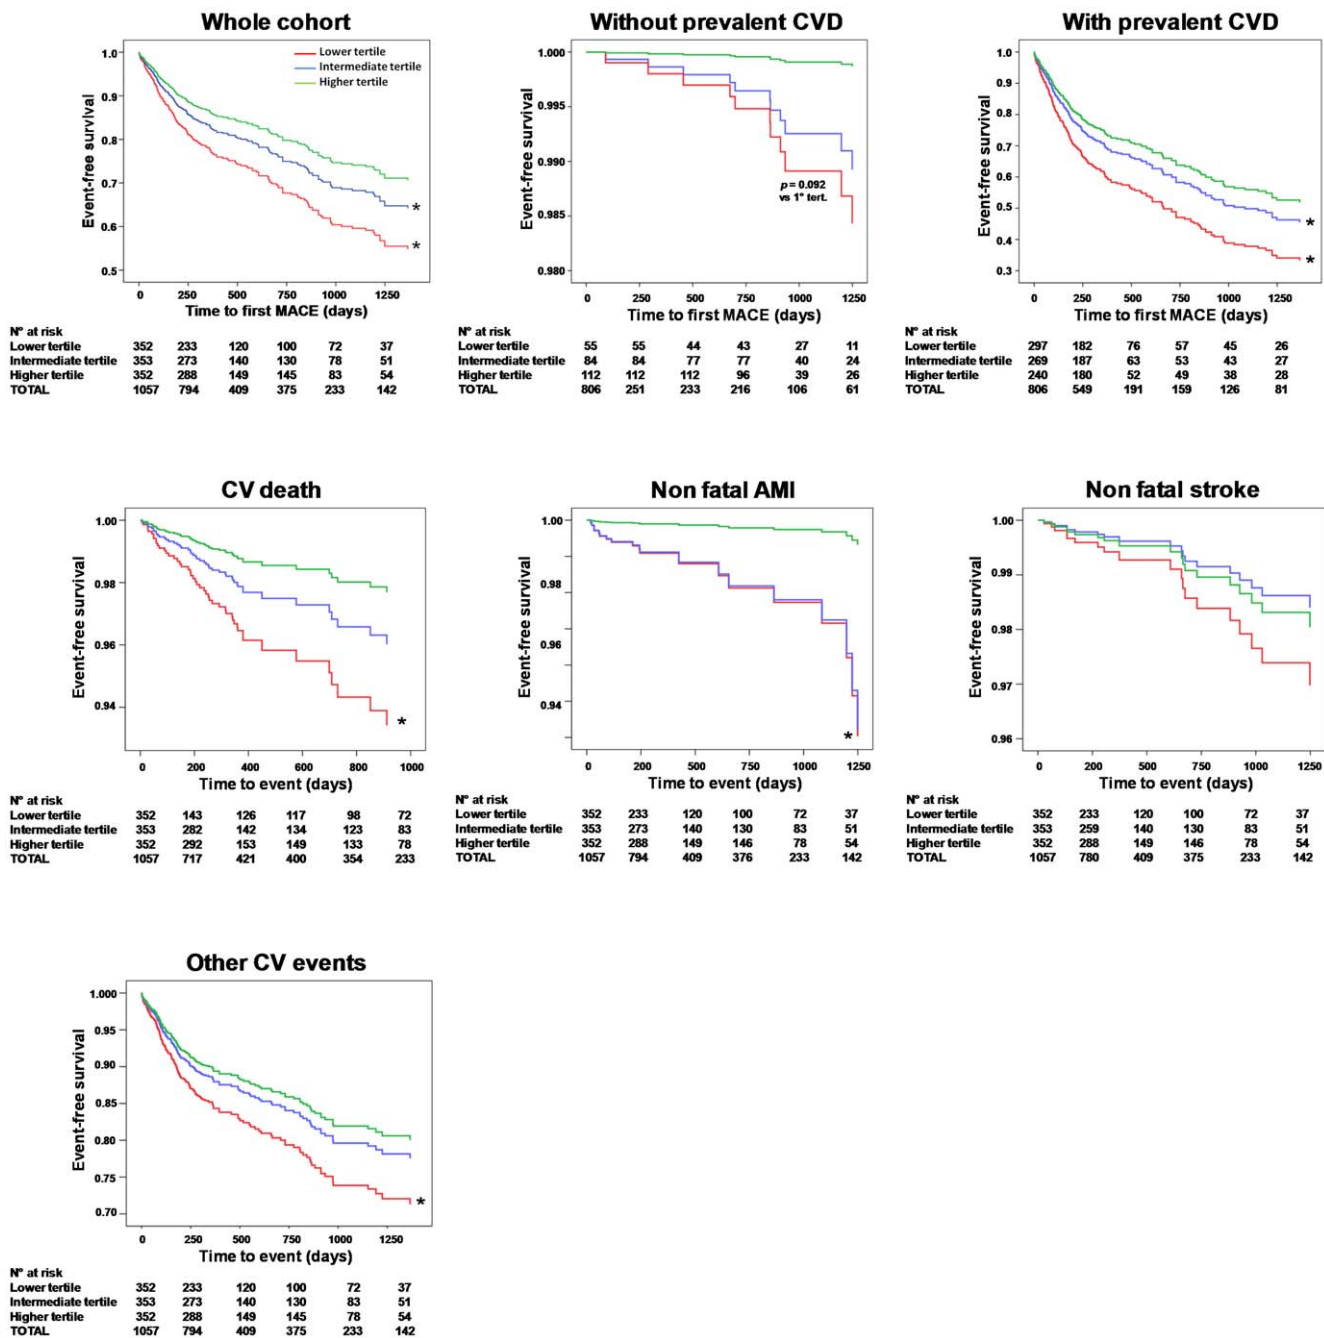 Whole cohort
Event-free survival
1.0
0.9
0.8
0.7
0.6
0.5
Lower tertile
Intermediate tertile
Higher tertile
*
*
0 250 500 750 1000 1250
Time to first MACE (days)
N° at risk
Lower tertile 352 233 120 100 72 37
Intermediate tertile 353 273 140 130 78 51
Higher tertile 352 288 149 145 83 54
TOTAL 1057 794 409 375 233 142
Without prevalent CVD
Event-free survival
1.000
0.995
0.990
0.985
0.980
p = 0.092
vs 1° tert.
0 250 500 750 1000 1250
Time to first MACE (days)
N° at risk
Lower tertile 55 55 44 43 27 11
Intermediate tertile 84 84 77 77 40 24
Higher tertile 112 112 112 96 39 26
TOTAL 806 251 233 216 106 61
With prevalent CVD
Event-free survival
1.0
0.9
0.8
0.7
0.6
0.5
0.4
0.3
*
*
0 250 500 750 1000 1250
Time to first MACE (days)
N° at risk
Lower tertile 297 182 76 57 45 26
Intermediate tertile 269 187 63 53 43 27
Higher tertile 240 180 52 49 38 28
TOTAL 806 549 191 159 126 81
CV death
Event-free survival
1.00
0.98
0.96
0.94
*
0 200 400 600 800 1000
Time to event (days)
N° at risk
Lower tertile 352 143 126 117 98 72
Intermediate tertile 353 282 142 134 123 83
Higher tertile 352 292 153 149 133 78
TOTAL 1057 717 421 400 354 233
Non fatal AMI
Event-free survival
1.00
0.98
0.96
0.94
*
0 250 500 750 1000 1250
Time to event (days)
N° at risk
Lower tertile 352 233 120 100 72 37
Intermediate tertile 353 273 140 130 83 51
Higher tertile 352 288 149 146 78 54
TOTAL 1057 794 409 376 233 142
Non fatal stroke
Event-free survival
1.00
0.99
0.98
0.97
0.96
0 250 500 750 1000 1250
Time to event (days)
N° at risk
Lower tertile 352 233 120 100 72 37
Intermediate tertile 353 259 140 130 83 51
Higher tertile 352 288 149 146 78 54
TOTAL 1057 780 409 375 233 142
Other CV events
Event-free survival
1.000
0.95
0.90
0.85
0.80
0.75
0.70
*
0 250 500 750 1000 1250
Time to event (days)
N° at risk
Lower tertile 352 233 120 100 72 37
Intermediate tertile 353 273 140 130 83 51
Higher tertile 352 288 149 145 78 54
TOTAL 1057 794 409 375 233 142